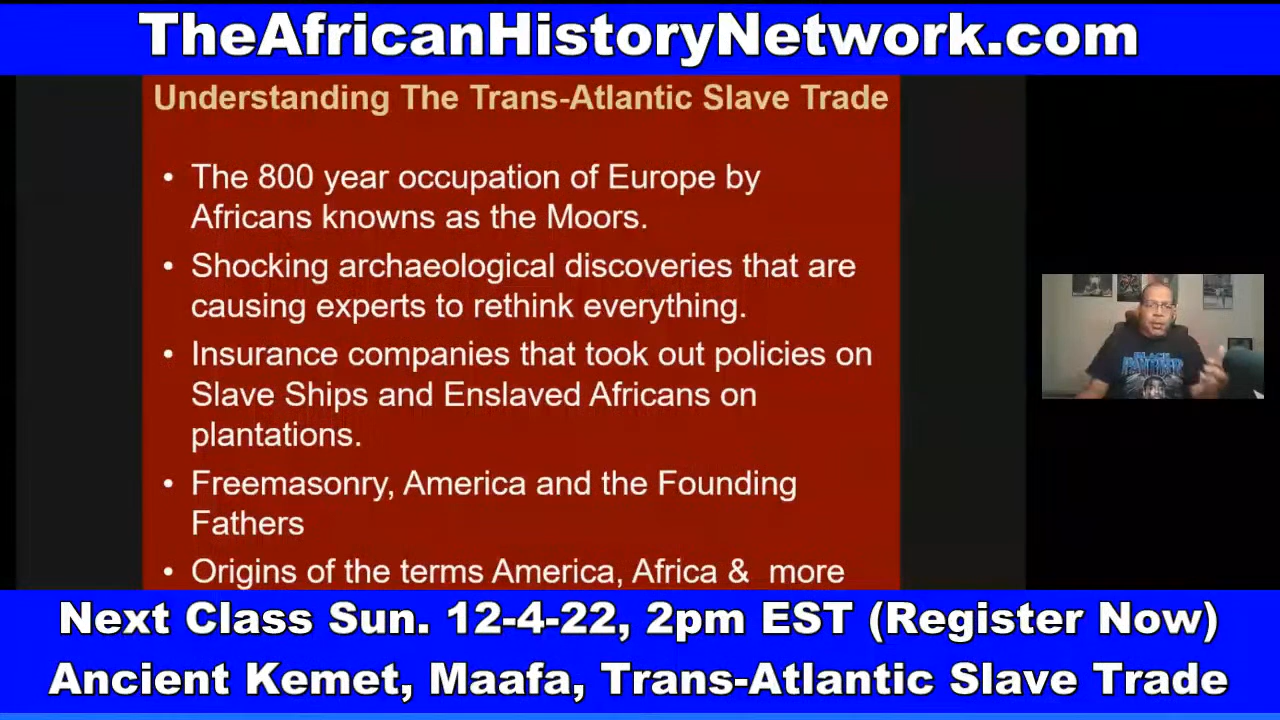 TheAfricanHistoryNetwork.com
Understanding The Trans-Atlantic Slave Trade
• The 800 year occupation of Europe by
Africans knowns as the Moors.
• Shocking archaeological discoveries that are
causing experts to rethink everything.
• Insurance companies that took out policies on
Slave Ships and Enslaved Africans on
plantations.
• Freemasonry, America and the Founding
Fathers
• Origins of the terms America, Africa & more
BLACK
PANTHER
Next Class Sun. 12-4-22, 2pm EST (Register Now)
Ancient Kemet, Maafa, Trans-Atlantic Slave Trade